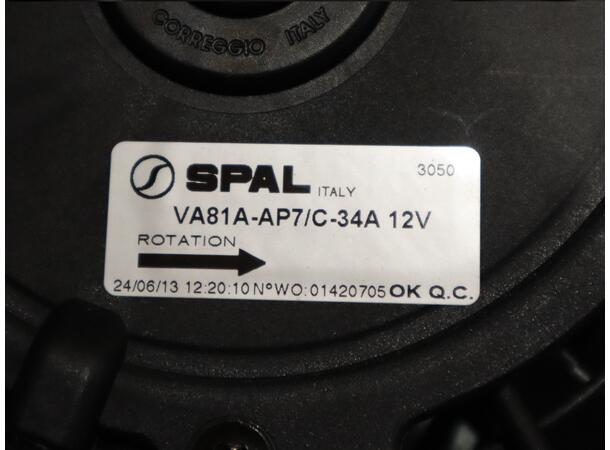 CORREGGIO ITALY
SPAL ITALY 3050
VA81A-AP7/C-34A 12V
ROTATION
24/06/13 12:20:10 N°WO:01420705 OK Q.C.